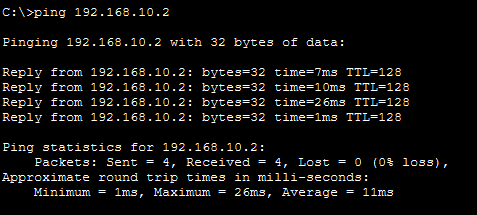 C:\>ping 192.168.10.2
Pinging 192.168.10.2 with 32 bytes of data:
Reply from 192.168.10.2: bytes=32 time=7ms TTL=128
Reply from 192.168.10.2: bytes=32 time=10ms TTL=128
Reply from 192.168.10.2: bytes=32 time=26ms TTL=128
Reply from 192.168.10.2: bytes=32 time=1ms TTL=128
Ping statistics for 192.168.10.2:
    Packets: Sent = 4, Received = 4, Lost = 0 (0% loss),
Approximate round trip times in milli-seconds:
    Minimum = 1ms, Maximum = 26ms, Average = 11ms